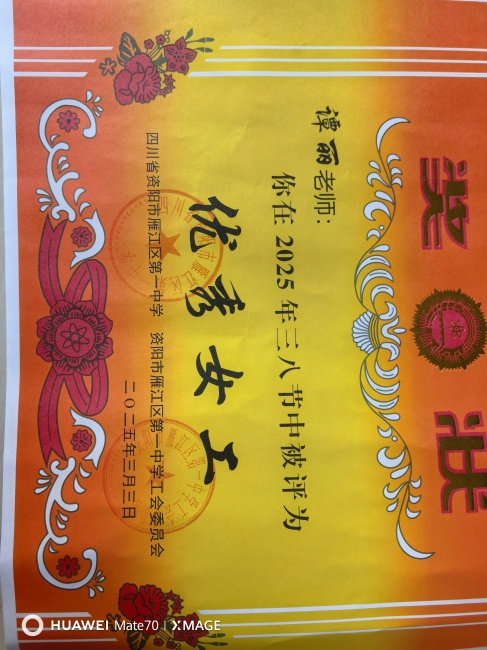 奖状
谭丽老师：
你在2025年三八节中被评为
优秀女工
四川省资阳市雁江区第一中学 资阳市雁江区第一中学工会委员会
二〇二五年三月三日
HUAWEI Mate70 | XMAGE